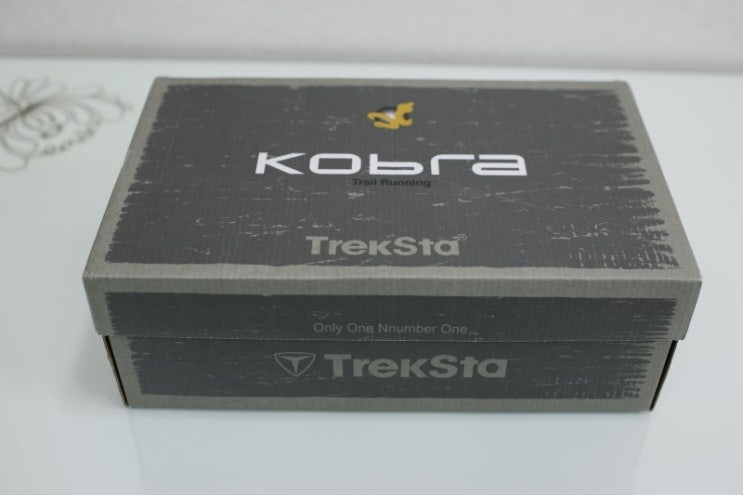 Kobra
Trail Running
TrekSta®
Only One Nnumber One
TrekSta